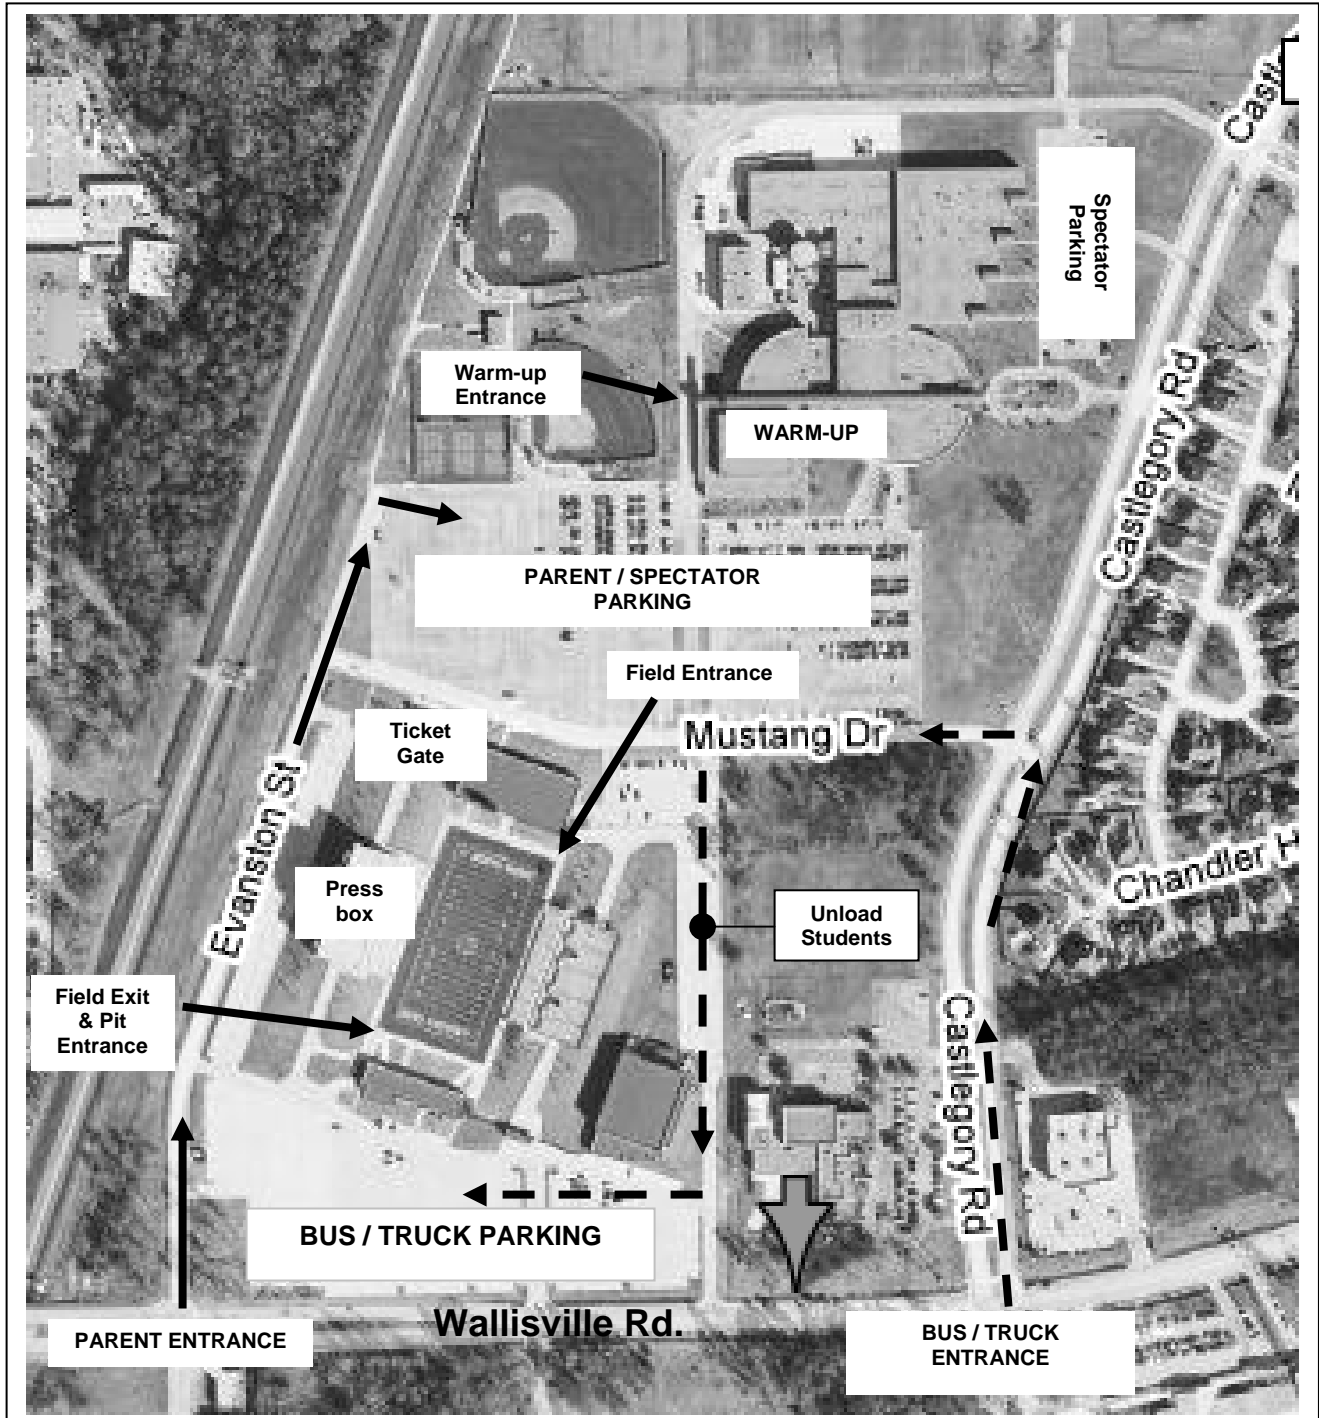 Castl
Spectator
Parking
Warm-up
Entrance
WARM-UP
Castlegory Rd
PARENT / SPECTATOR
PARKING
Field Entrance
Ticket
Gate
Mustang Dr
Evanston St
Press
box
Chandler H
Unload
Students
Field Exit
& Pit
Entrance
Castlegory Rd
BUS / TRUCK PARKING
Wallisville Rd.
PARENT ENTRANCE
BUS / TRUCK
ENTRANCE